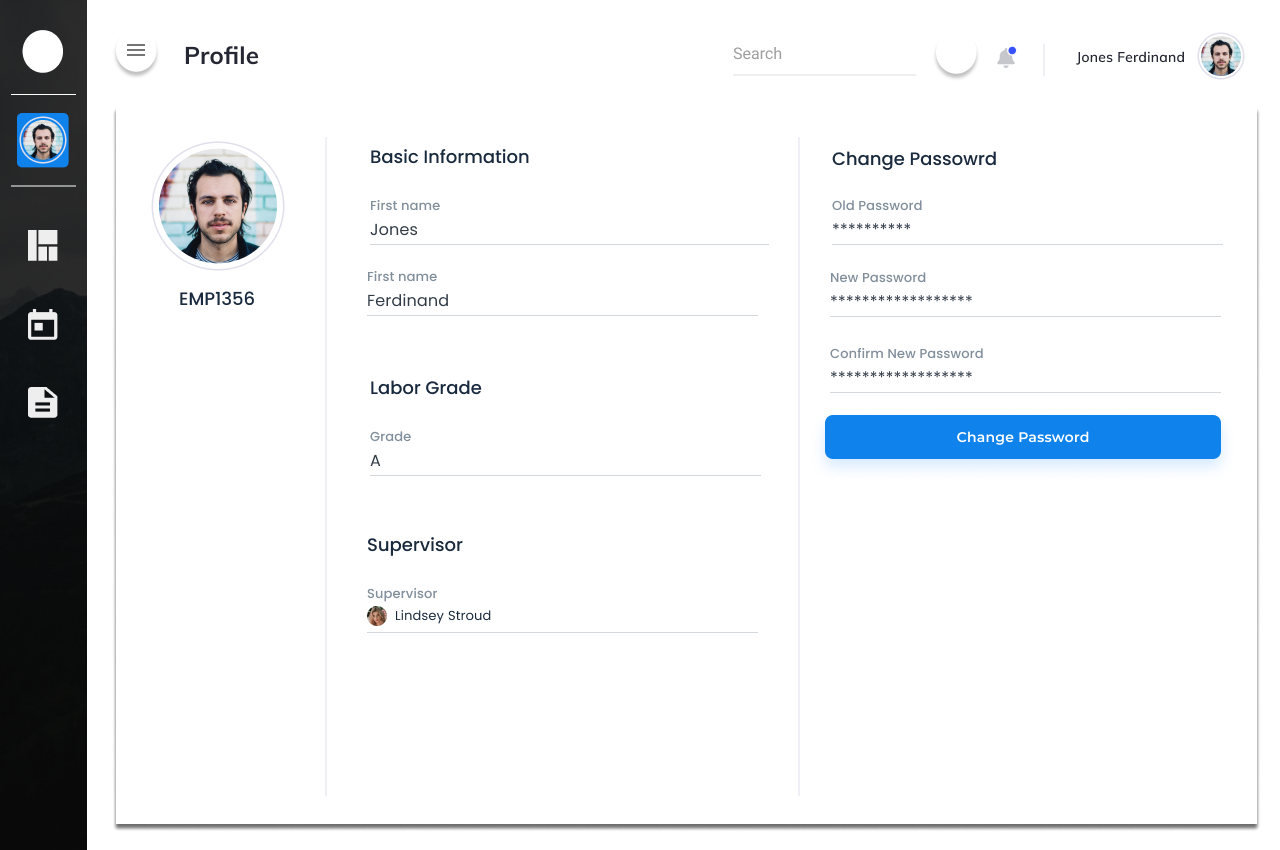 Profile
Search
Jones Ferdinand
EMP1356
Basic Information
First name
Jones
First name
Ferdinand
Labor Grade
Grade
A
Supervisor
Supervisor
Lindsey Stroud
Change Passowrd
Old Password
**********
New Password
******************
Confirm New Password
******************
Change Password